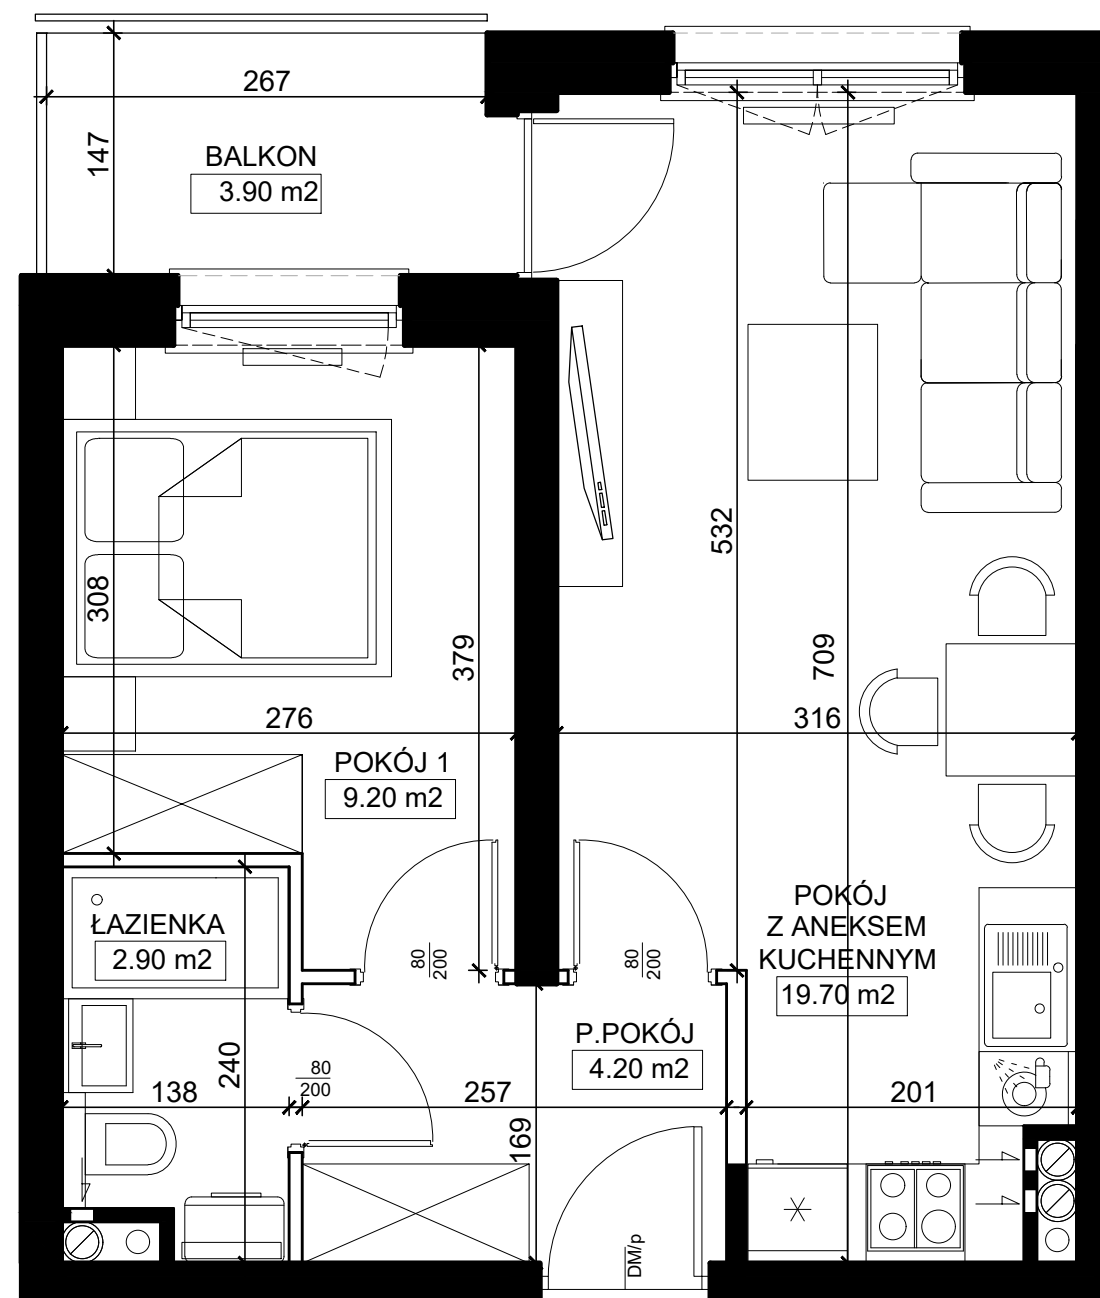 267
147
BALKON
3.90 m2
532
308
379
709
276
316
POKÓJ 1
9.20 m2
ŁAZIENKA
2.90 m2
POKÓJ
Z ANEKSEM
KUCHENNYM
19.70 m2
80
200
80
200
P.POKÓJ
4.20 m2
240
80
200
138
257
201
169
DM/p